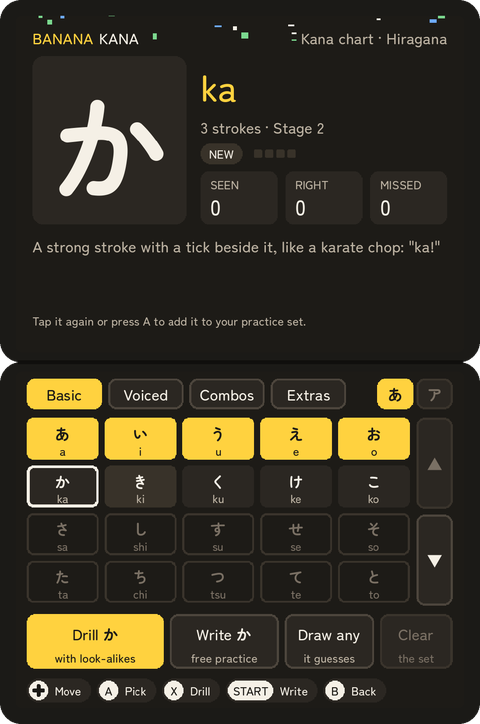 BANANA KANA
Kana chart · Hiragana
か
ka
3 strokes · Stage 2
NEW
SEEN
0
RIGHT
0
MISSED
0
A strong stroke with a tick beside it, like a karate chop: "ka!"
Tap it again or press A to add it to your practice set.
Basic
Voiced
Combos
Extras
あ
ア
あ
a
い
i
う
u
え
e
お
o
か
ka
き
ki
く
ku
け
ke
こ
ko
さ
sa
し
shi
す
su
せ
se
そ
so
た
ta
ち
chi
つ
tsu
て
te
と
to
Drill か
with look-alikes
Write か
free practice
Draw any
it guesses
Clear
the set
Move
A Pick
X Drill
START Write
B Back